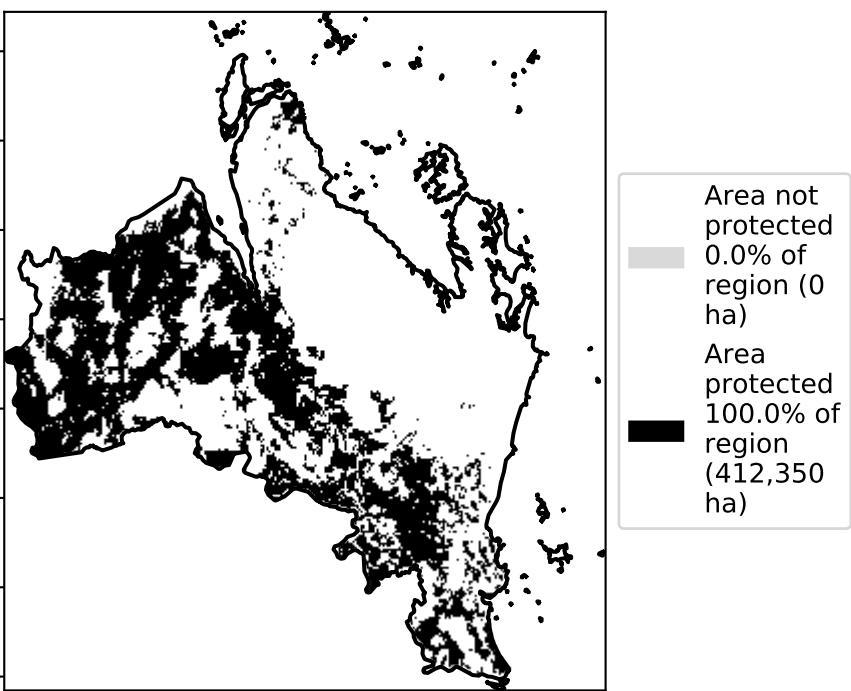 Area not
protected
0.0% of
region (0
ha)
Area
protected
100.0% of
region
(412,350
ha)